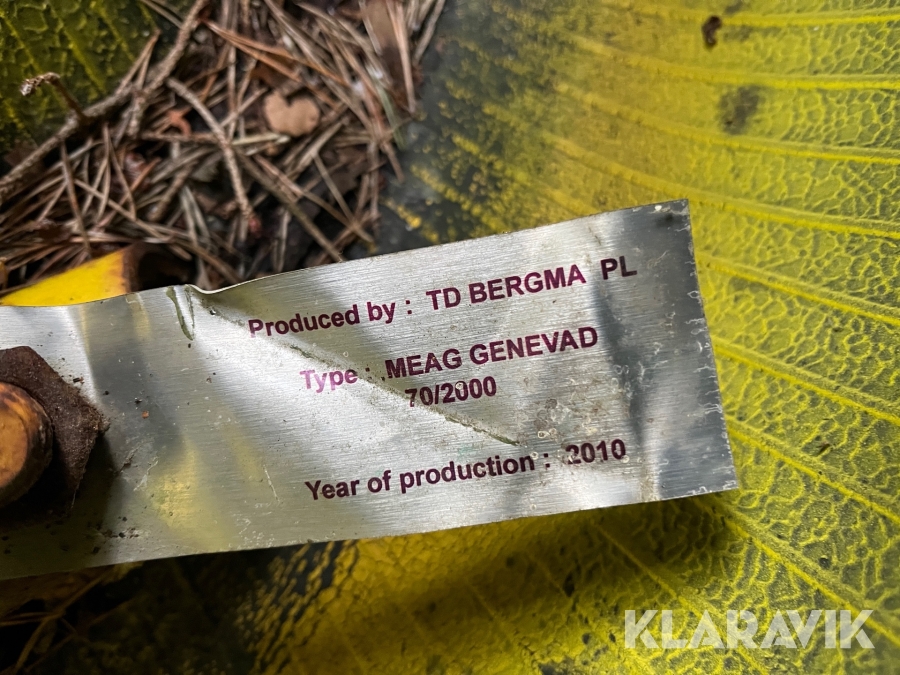 Produced by : TD BERGMA PL
Type : MEAG GENEVAD
70/2000
Year of production : 2010
KLARAVIK